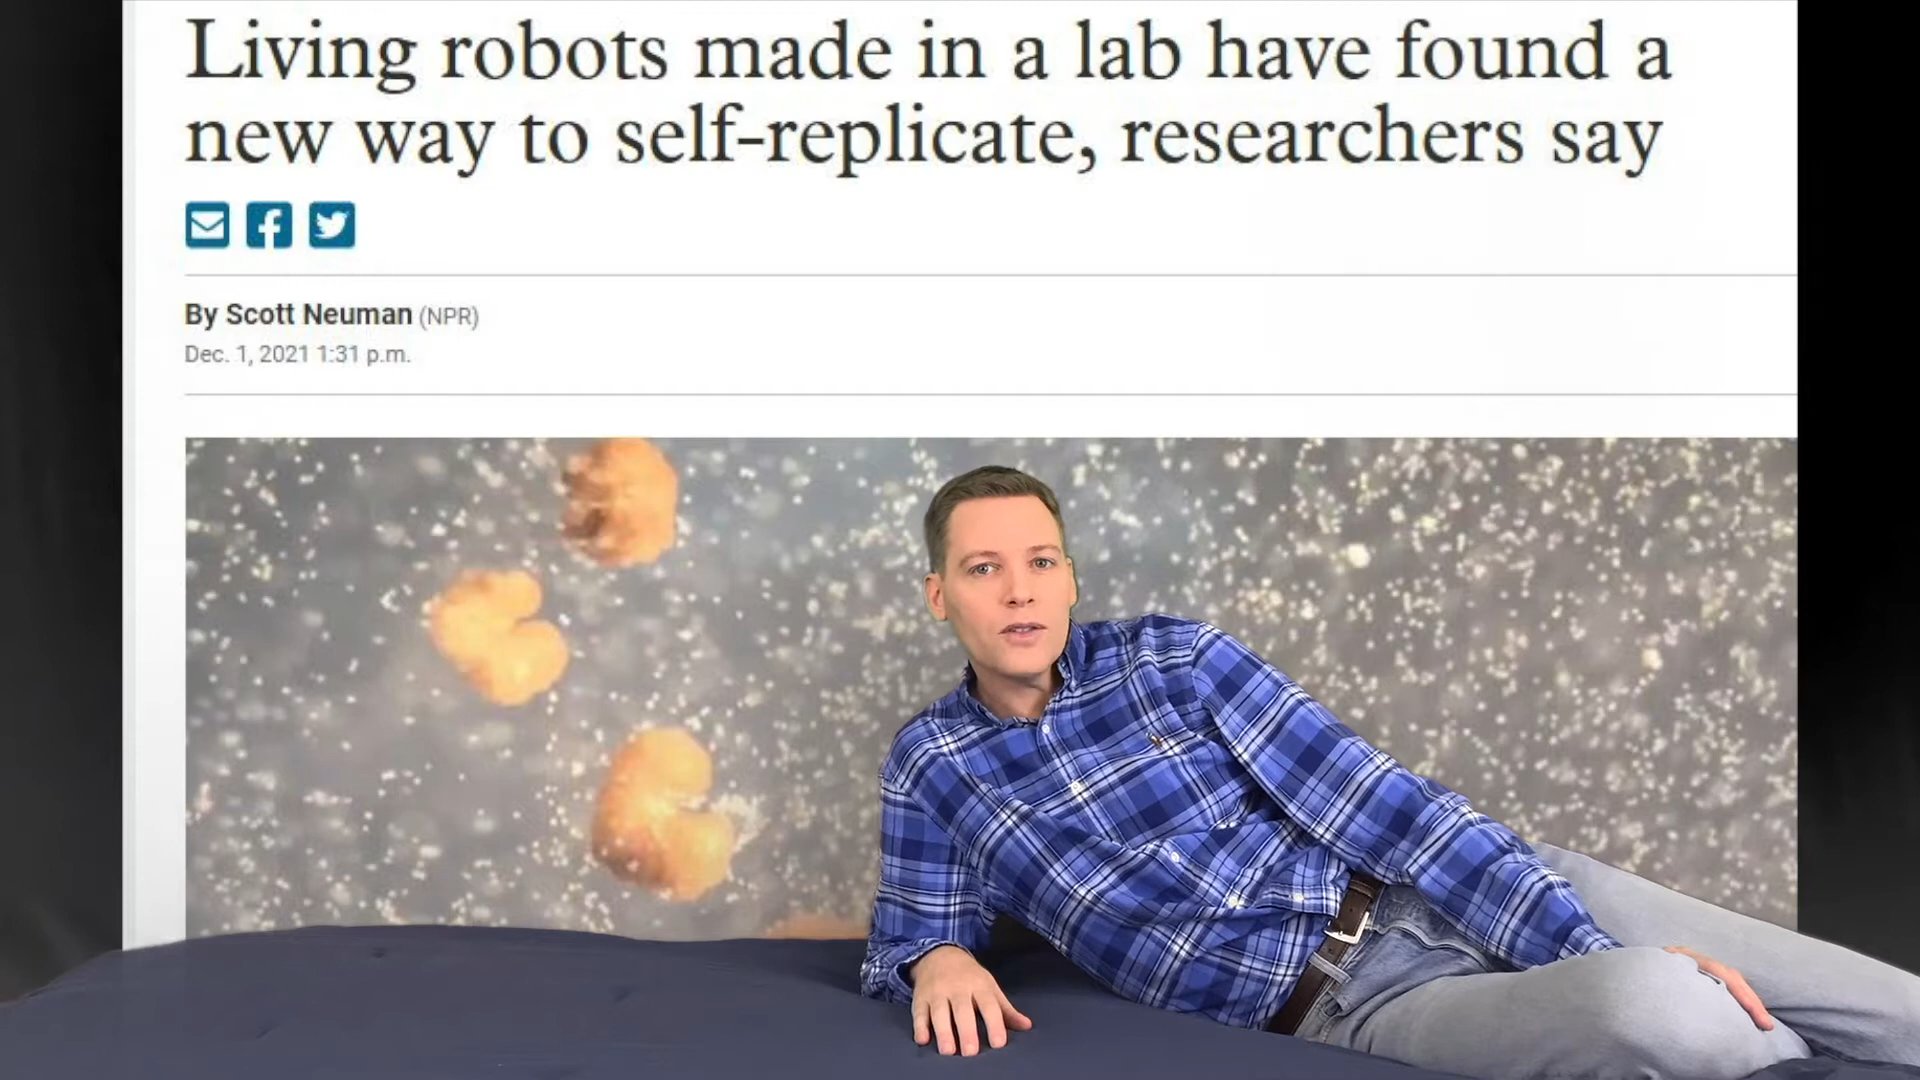 Living robots made in a lab have found a
new way to self-replicate, researchers say
By Scott Neuman (NPR)
Dec. 1, 2021 1:31 p.m.